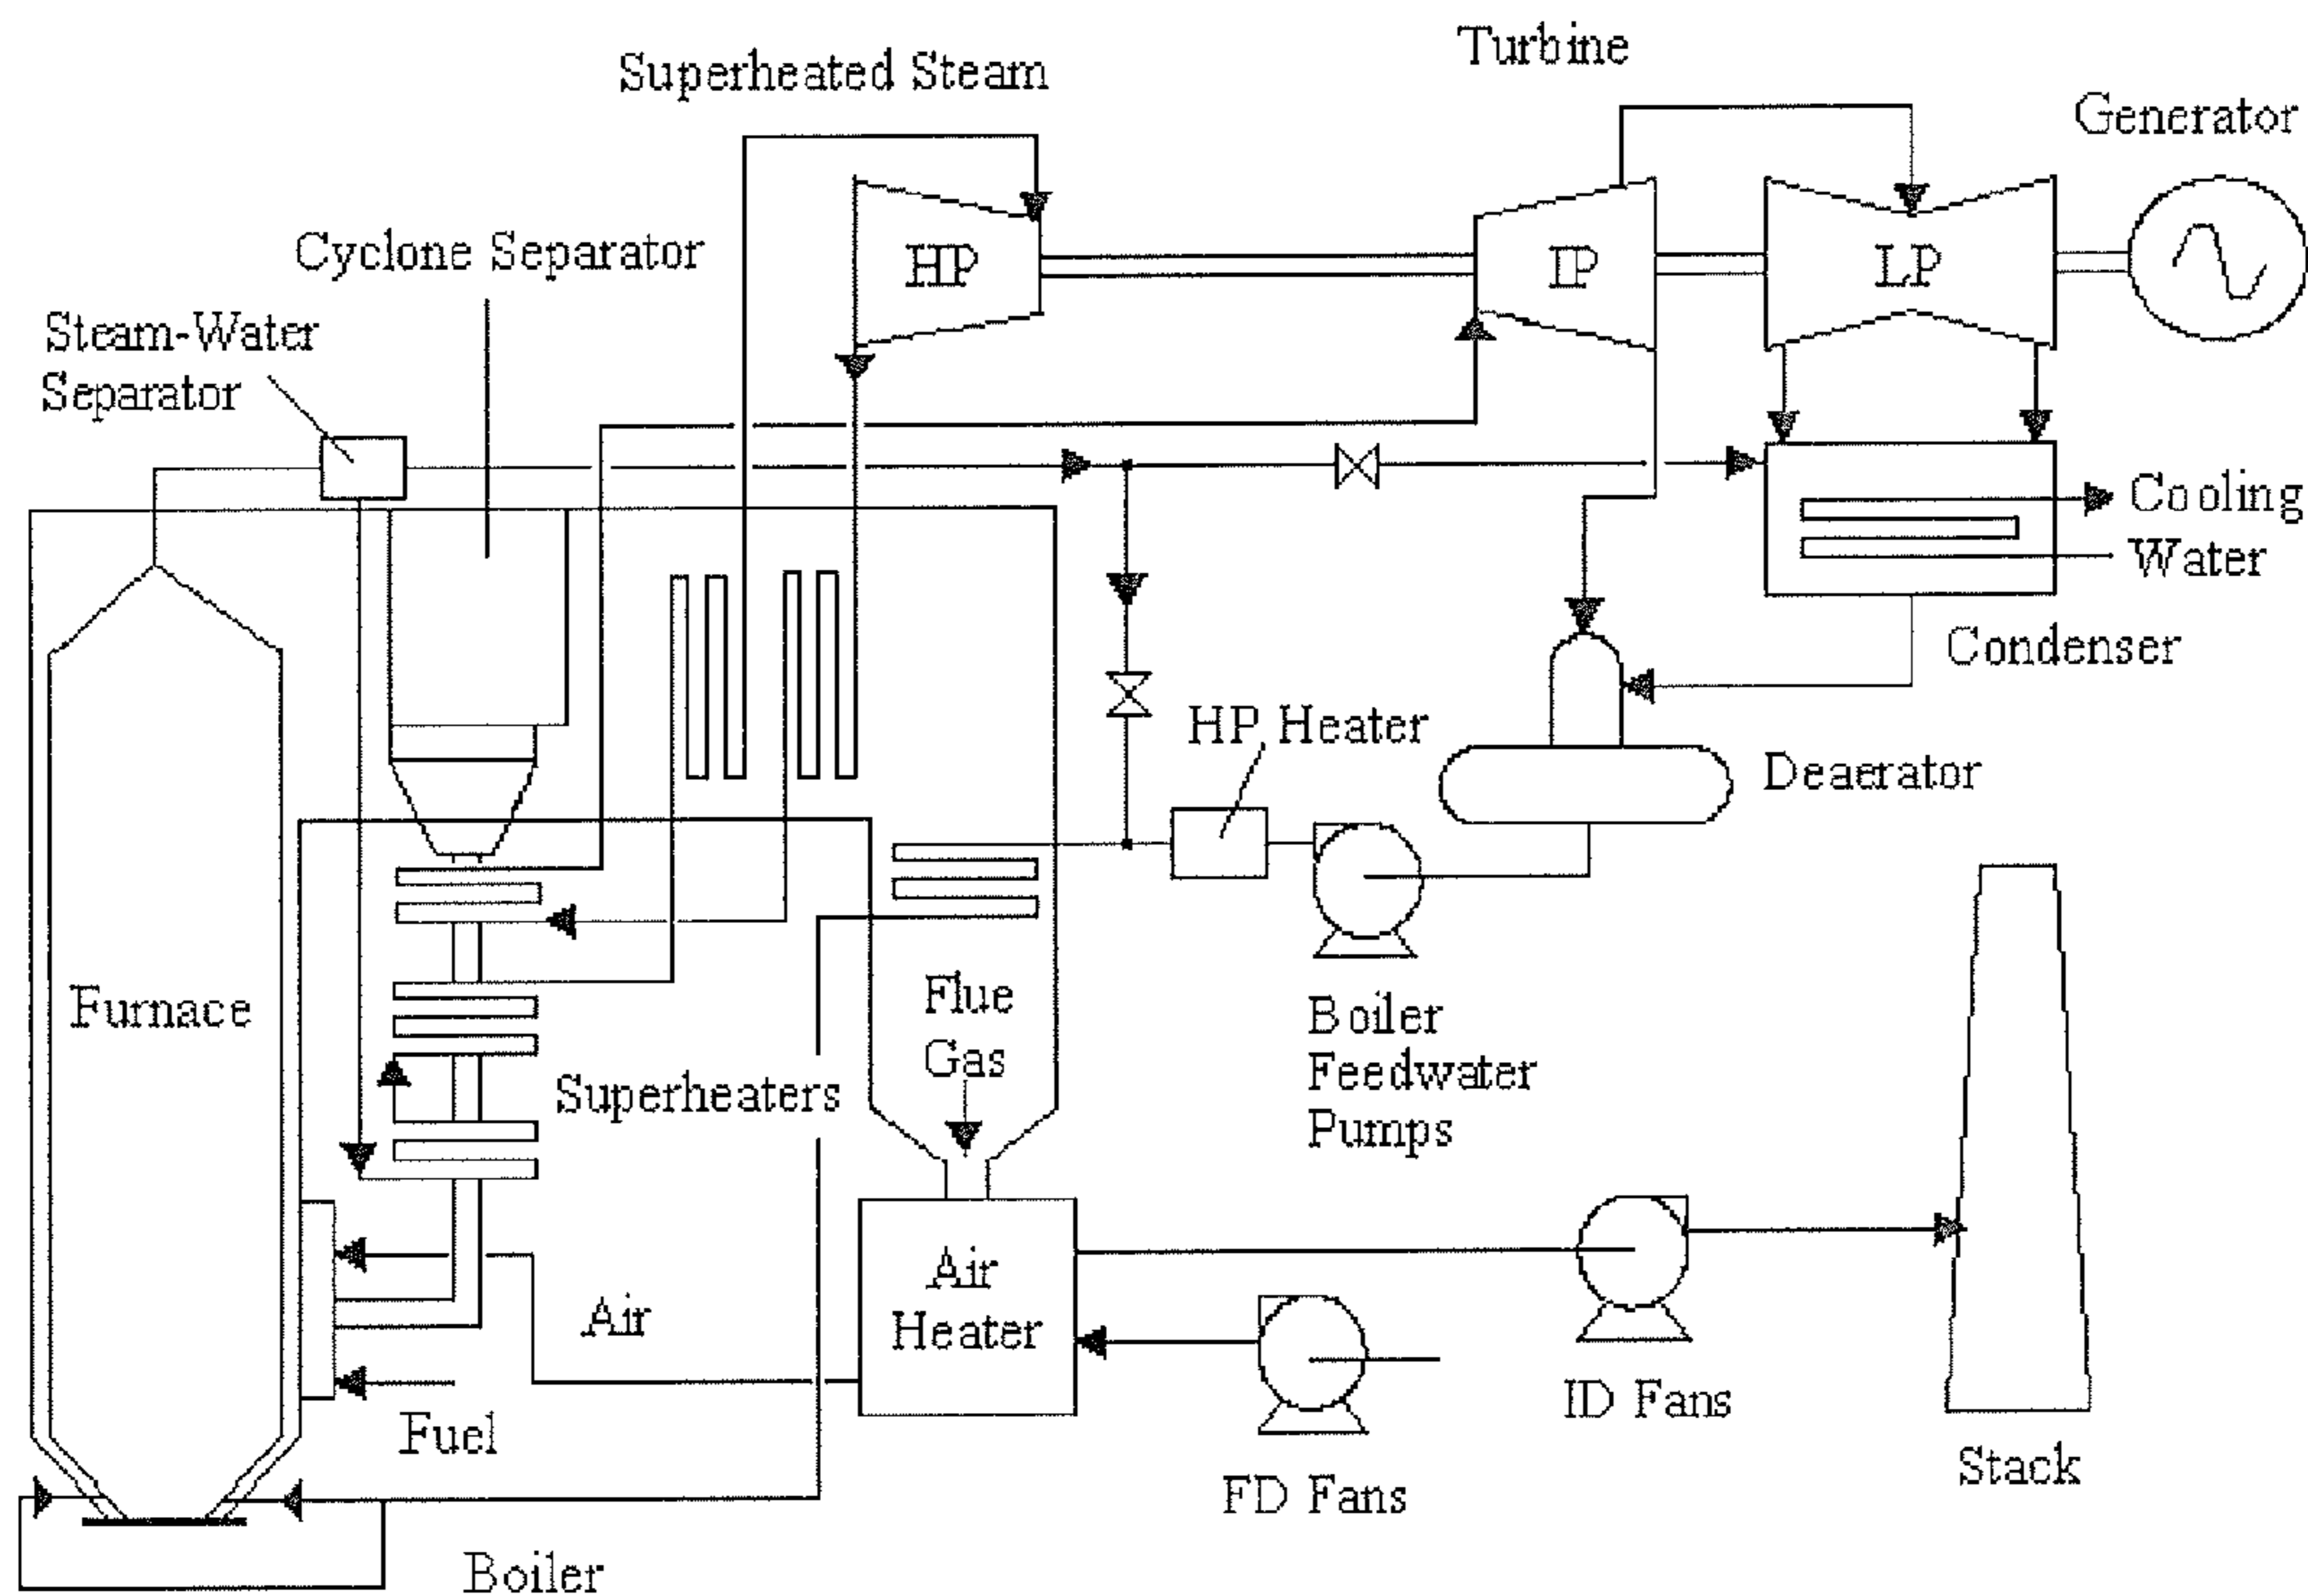 Turbine
Superheated Steam
Generator
Cyclone Separator
HP
IP
LP
Steam-Water
Separator
Cooling
Water
Condenser
HP Heater
Deaerator
Furnace
Flue
Gas
Boiler
Feedwater
Pumps
Superheaters
Air
Heater
Air
ID Fans
Fuel
Stack
FD Fans
Boiler